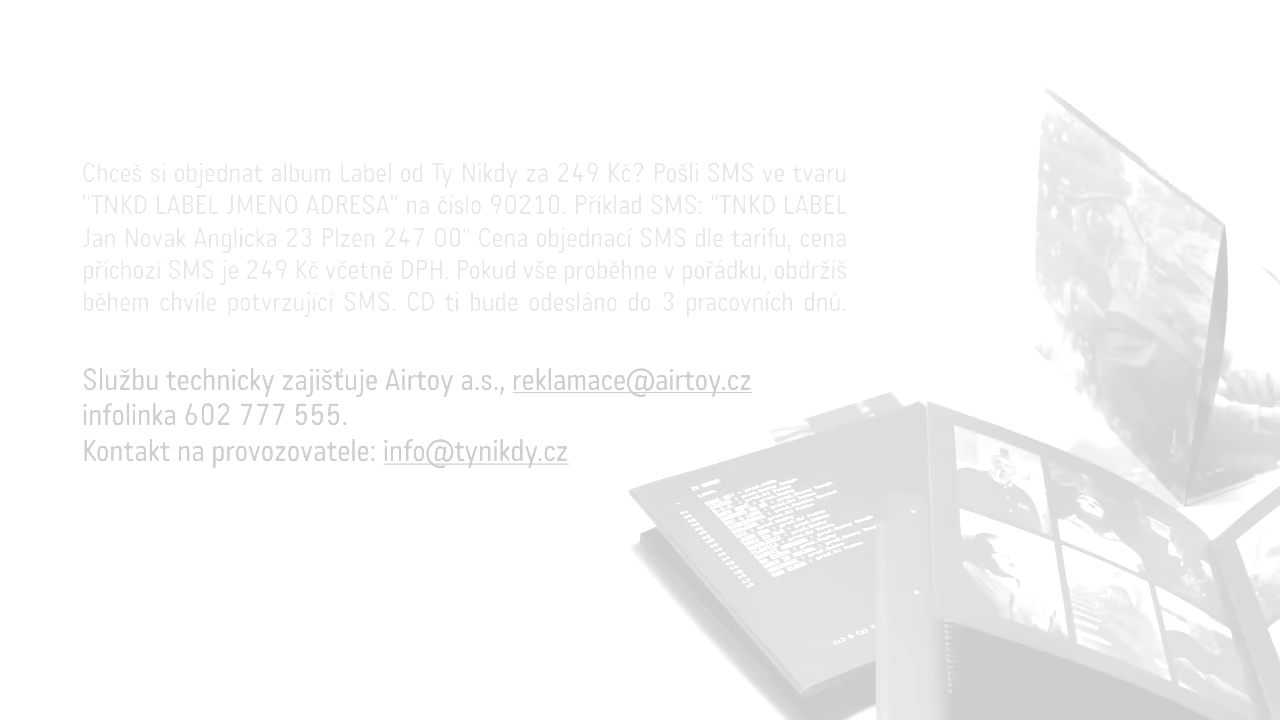 Chceš si objednat album Label od Ty Nikdy za 249 Kč? Pošli SMS ve tvaru
"TNKD LABEL JMENO ADRESA" na číslo 90210. Příklad SMS: "TNKD LABEL
Jan Novak Anglicka 23 Plzen 247 00" Cena objednací SMS dle tarifu, cena
příchozí SMS je 249 Kč včetně DPH. Pokud vše proběhne v pořádku, obdržíš
během chvíle potvrzující SMS. CD ti bude odesláno do 3 pracovních dnů.
Službu technicky zajišťuje Airtoy a.s., reklamace@airtoy.cz
infolinka 602 777 555.
Kontakt na provozovatele: info@tynikdy.cz